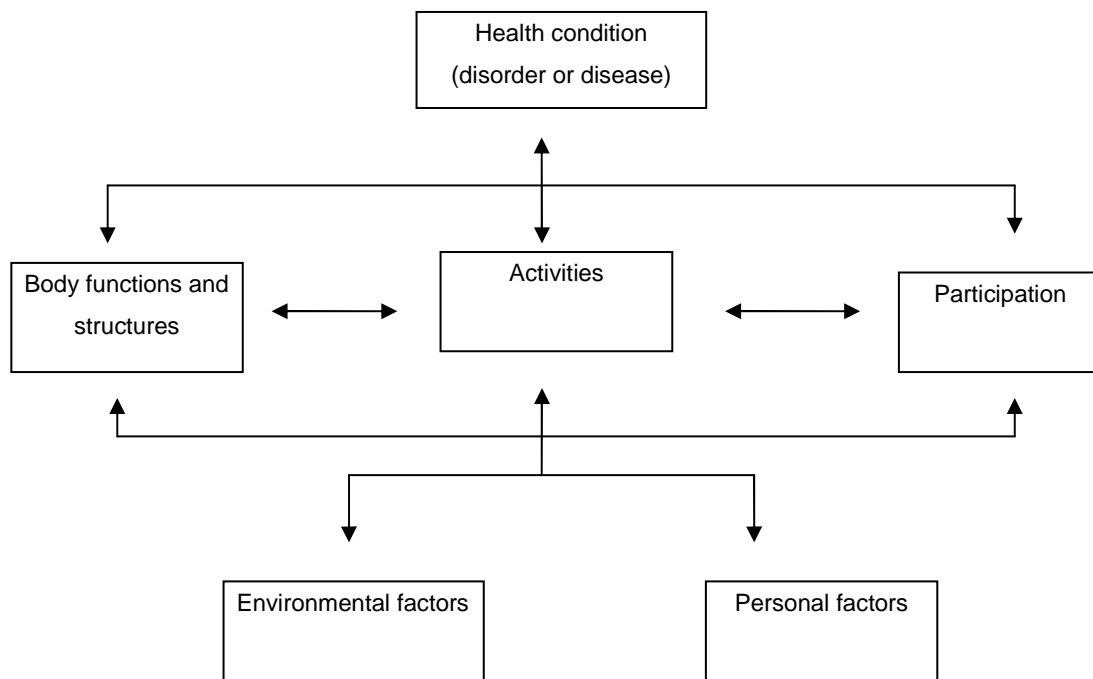 Health condition
(disorder or disease)
Body functions and
structures
Activities
Participation
Environmental factors
Personal factors